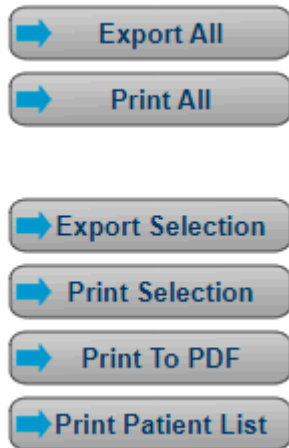 Export All
Print All
Export Selection
Print Selection
Print To PDF
Print Patient List